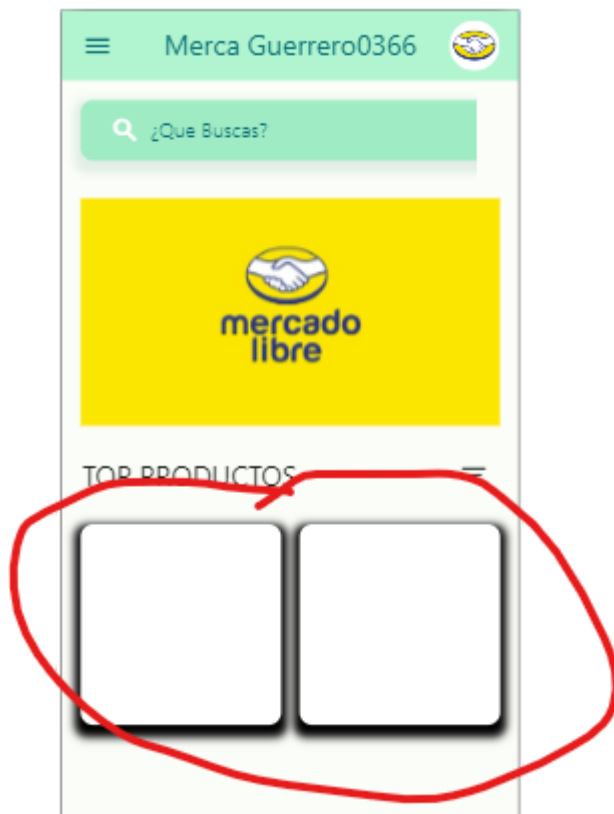 Merca Guerrero0366
¿Que Buscas?
mercado
libre
TOP PRODUCTOS